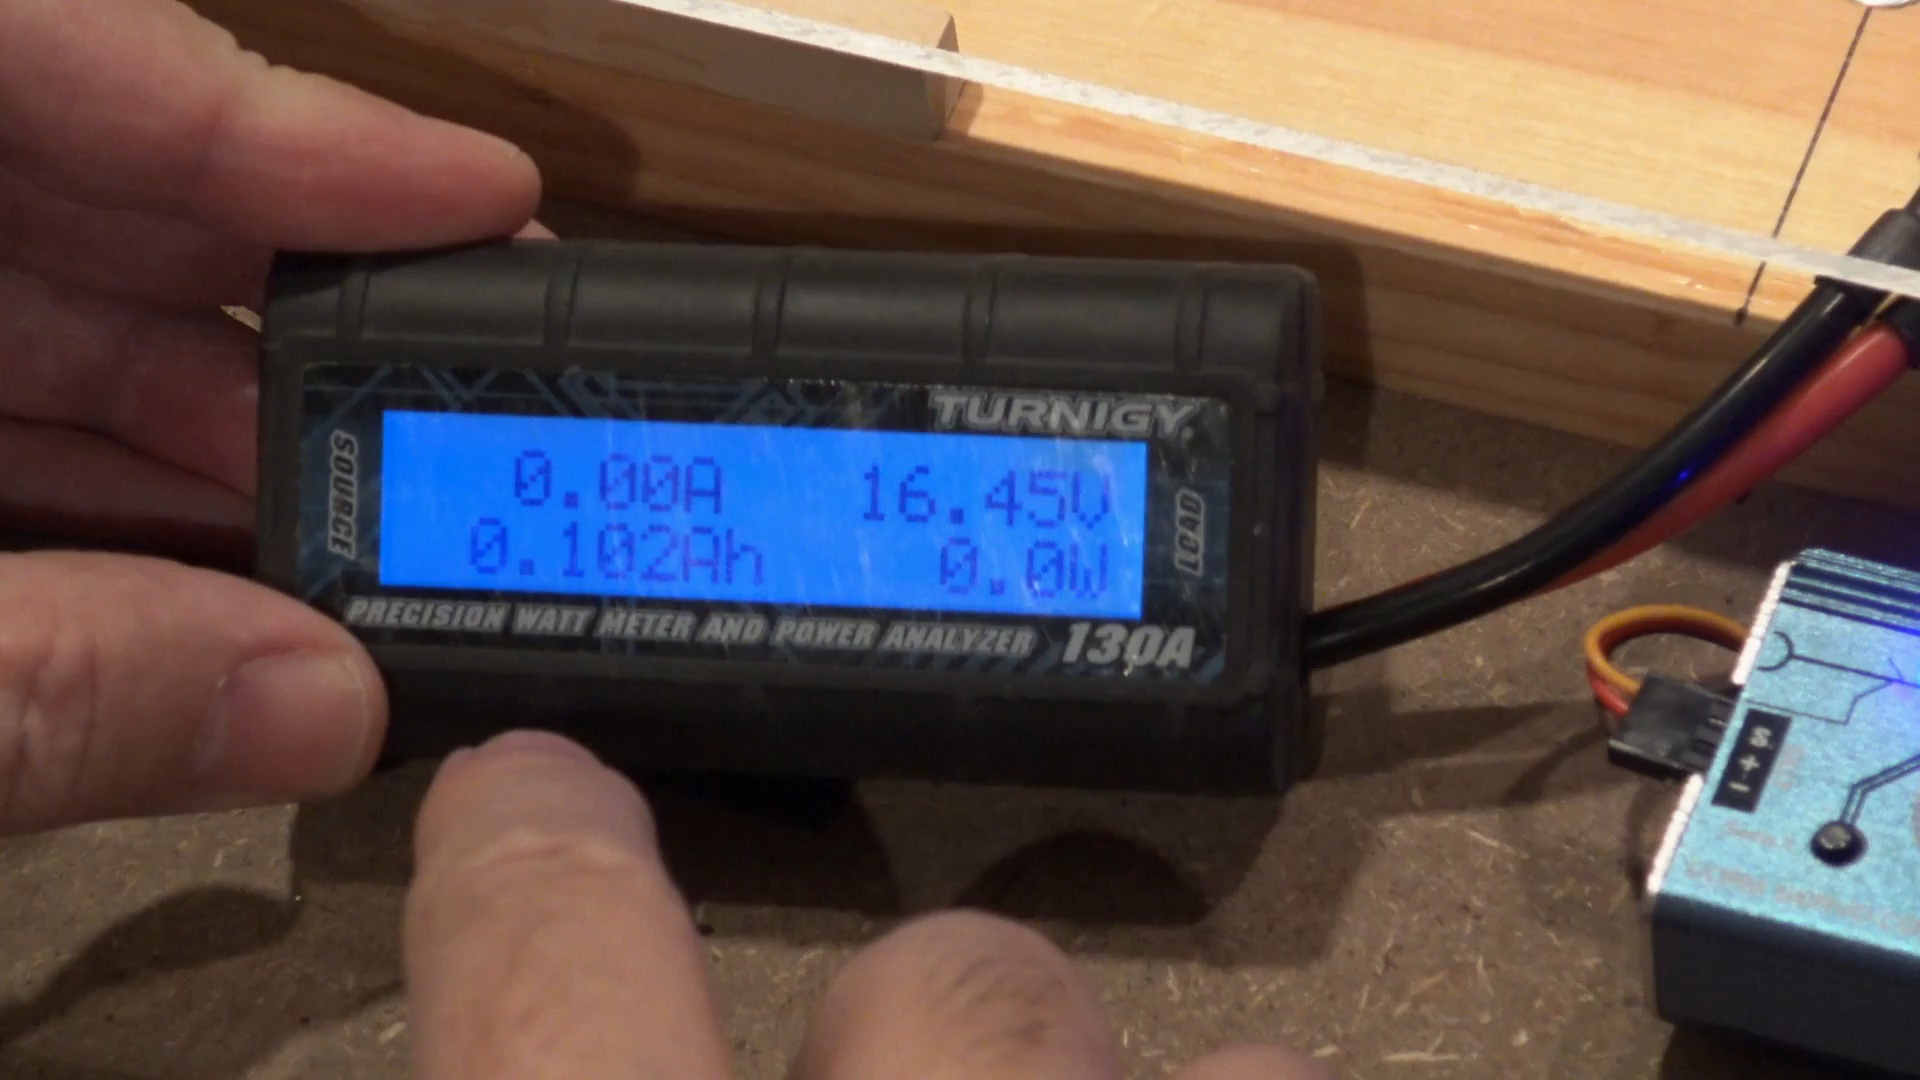 TURNIGY
SOURCE
0.00A 16.45V
0.102Ah 0.0W
LOAD
PRECISION WATT METER AND POWER ANALYZER 130A
S + -